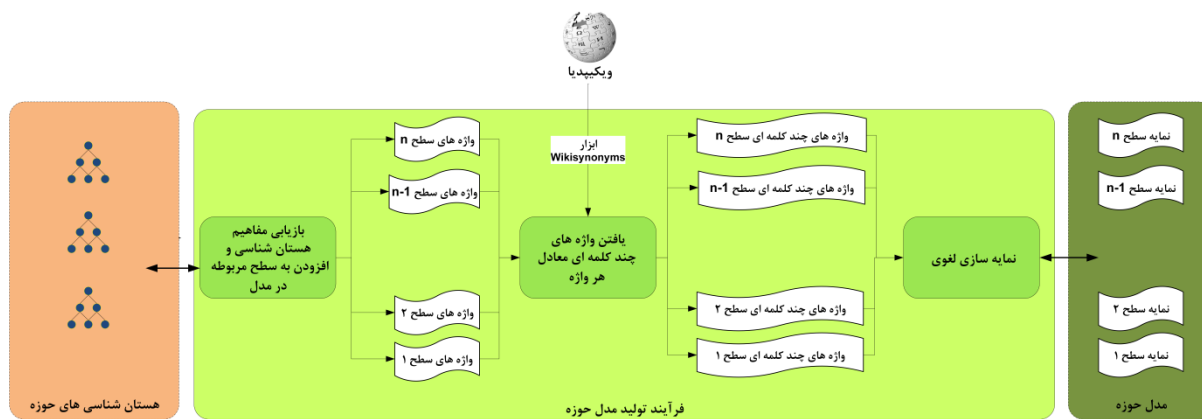 ویکیپدیا
ابزار
Wikisynonyms
بازیابی مفاهیم
هستان شناسی و
افزودن به سطح مربوطه
در مدل
واژه های سطح n
واژه های سطح n-1
واژه های سطح ۲
واژه های سطح ۱
یافتن واژه های
چند کلمه ای معادل
هر واژه
واژه های چند کلمه ای سطح n
واژه های چند کلمه ای سطح n-1
واژه های چند کلمه ای سطح ۲
واژه های چند کلمه ای سطح ۱
نمایه سازی لغوی
نمایه سطح n
نمایه سطح n-1
نمایه سطح ۲
نمایه سطح ۱
هستان شناسی های حوزه
فرآیند تولید مدل حوزه
مدل حوزه